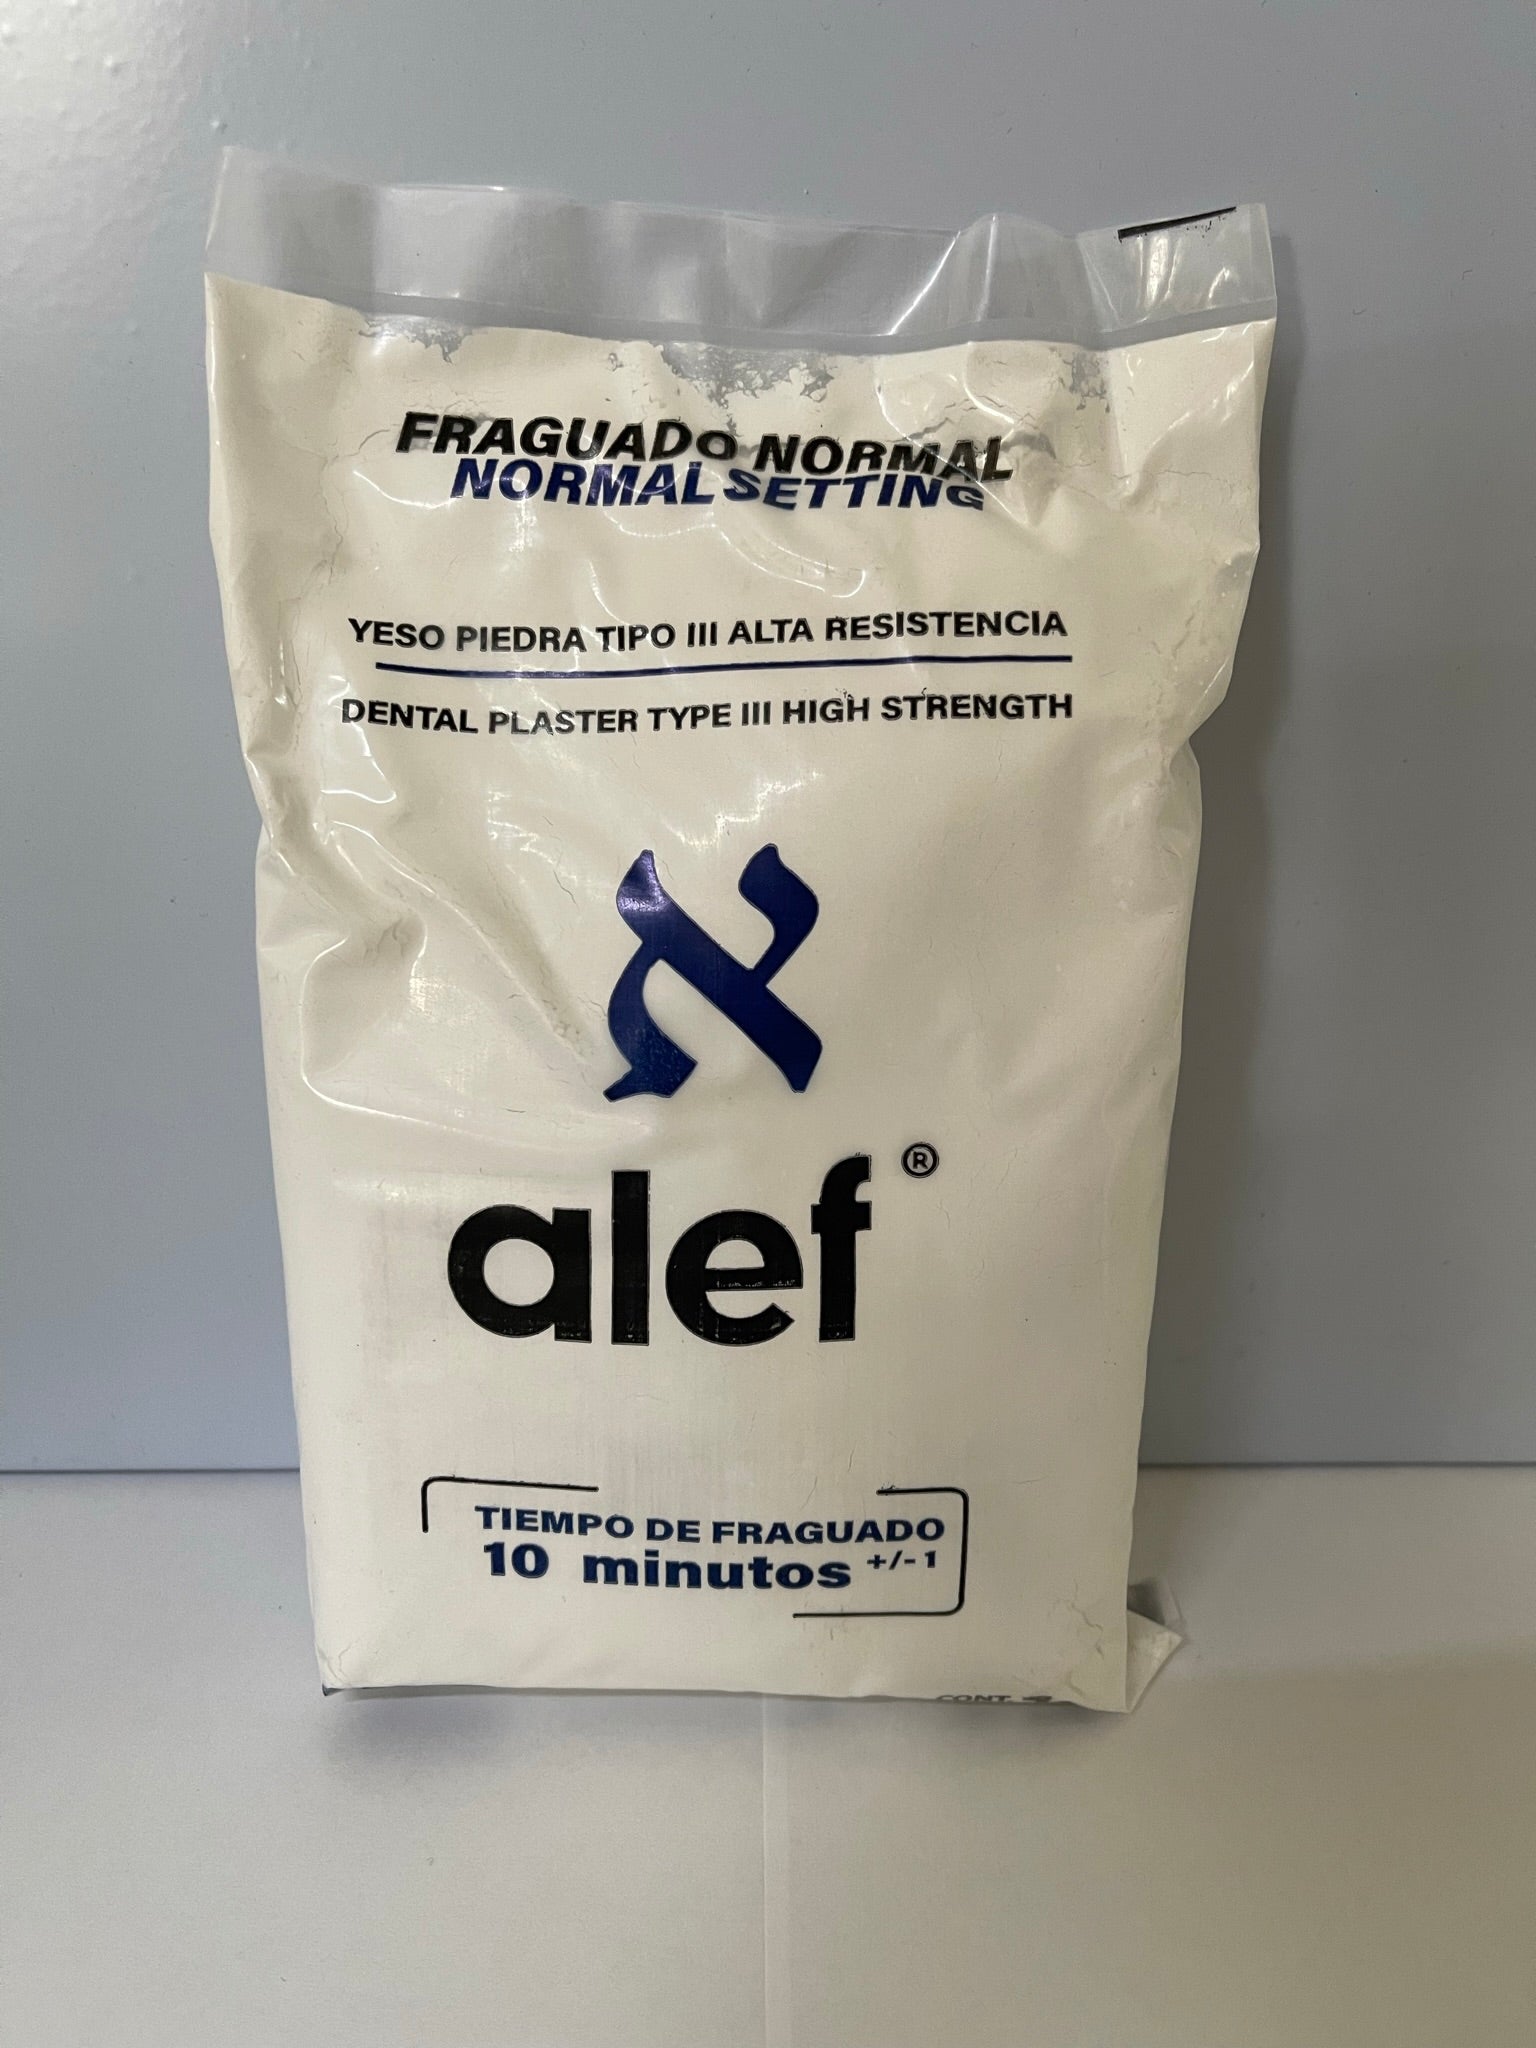 FRAGUADO NORMAL
NORMAL SETTING
YESO PIEDRA TIPO III ALTA RESISTENCIA
DENTAL PLASTER TYPE III HIGH STRENGTH
א
alef ®
TIEMPO DE FRAGUADO
10 minutos +/- 1
CONT.